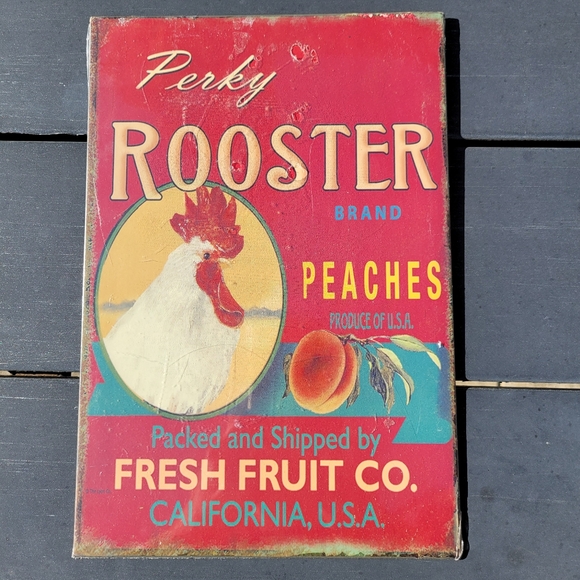 Perky
ROOSTER
BRAND
PEACHES
PRODUCE OF U.S.A.
Packed and Shipped by
FRESH FRUIT CO.
CALIFORNIA, U.S.A.